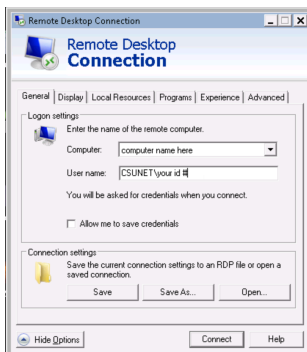 Remote Desktop Connection
Remote Desktop
Connection
General Display Local Resources Programs Experience Advanced
Logon settings
Enter the name of the remote computer.
Computer: computer name here
User name: CSUNET\your id #
You will be asked for credentials when you connect.
Allow me to save credentials
Connection settings
Save the current connection settings to an RDP file or open a
saved connection.
Save Save As... Open...
Hide Options Connect Help